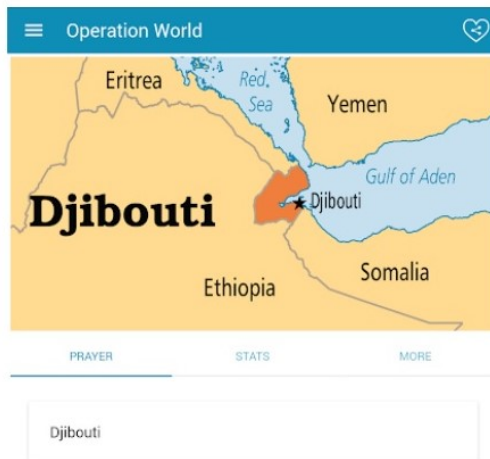 Operation World
Eritrea
Red
Sea
Yemen
Gulf of Aden
Djibouti
Djibouti
Somalia
Ethiopia
PRAYER STATS MORE
Djibouti